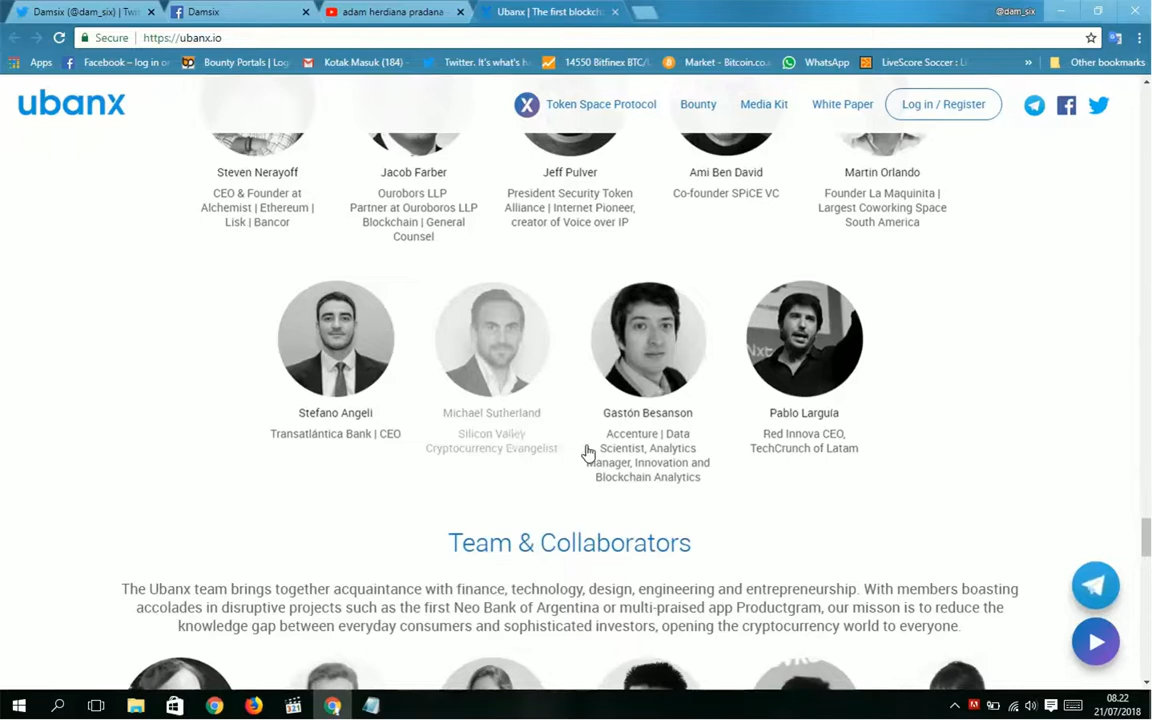 Damsix (@dam_six) | Twi
Damsix
adam herdiana pradana
Ubanx | The first blockch
@dam_six
Secure
https://ubanx.io
Apps
Facebook – log in or
Bounty Portals | Log
Kotak Masuk (184) -
Twitter. It's what's h
14550 Bitfinex BTC/
Market - Bitcoin.co.
WhatsApp
LiveScore Soccer : Li
»
Other bookmarks
ubanx
Token Space Protocol
Bounty
Media Kit
White Paper
Log in / Register
Steven Nerayoff
CEO & Founder at
Alchemist | Ethereum |
Lisk | Bancor
Jacob Farber
Ourobors LLP
Partner at Ouroboros LLP
Blockchain | General
Counsel
Jeff Pulver
President Security Token
Alliance | Internet Pioneer,
creator of Voice over IP
Ami Ben David
Co-founder SPiCE VC
Martin Orlando
Founder La Maquinita |
Largest Coworking Space
South America
Stefano Angeli
Transatlántica Bank | CEO
Michael Sutherland
Silicon Valley
Cryptocurrency Evangelist
Gastón Besanson
Accenture | Data
Scientist, Analytics
Manager, Innovation and
Blockchain Analytics
Pablo Larguía
Red Innova CEO,
TechCrunch of Latam
Team & Collaborators
The Ubanx team brings together acquaintance with finance, technology, design, engineering and entrepreneurship. With members boasting
accolades in disruptive projects such as the first Neo Bank of Argentina or multi-praised app Productgram, our misson is to reduce the
knowledge gap between everyday consumers and sophisticated investors, opening the cryptocurrency world to everyone.
08.22
21/07/2018